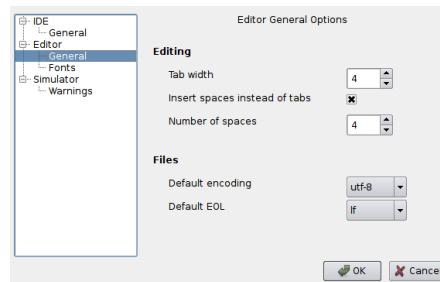 IDE
General
Editor
General
Fonts
Simulator
Warnings
Editor General Options
Editing
Tab width
4
Insert spaces instead of tabs
Number of spaces
4
Files
Default encoding
utf-8
Default EOL
lf
OK
Cance